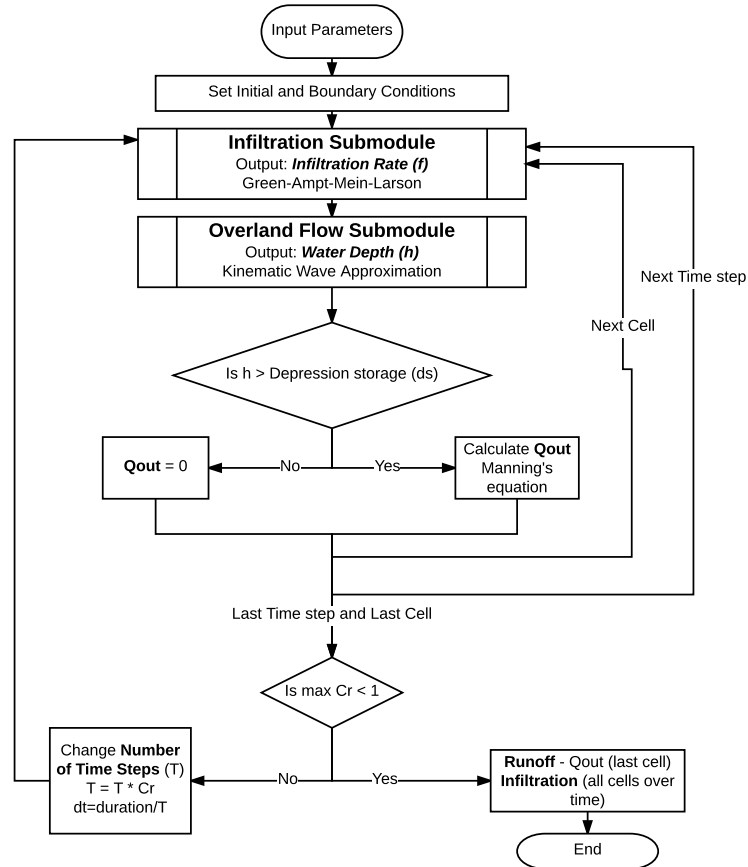 Input Parameters
Set Initial and Boundary Conditions
Infiltration Submodule
Output: Infiltration Rate (f)
Green-Ampt-Mein-Larson
Overland Flow Submodule
Output: Water Depth (h)
Kinematic Wave Approximation
Next Time step
Next Cell
Is h > Depression storage (ds)
Qout = 0
No
Yes
Calculate Qout
Manning's
equation
Last Time step and Last Cell
Is max Cr < 1
Change Number
of Time Steps (T)
T = T * Cr
dt=duration/T
No
Yes
Runoff - Qout (last cell)
Infiltration (all cells over
time)
End